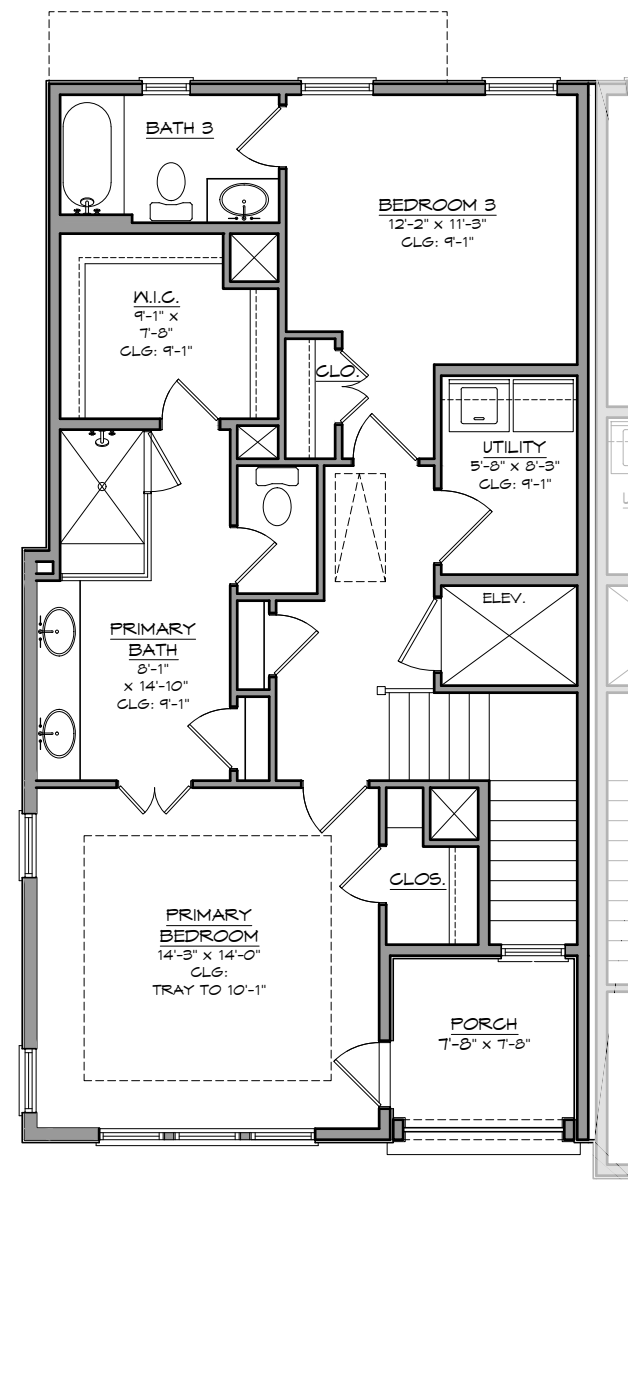 BATH 3
BEDROOM 3
12'-2" x 11'-3"
CLG: 9'-1"
W.I.C.
9'-1" x
7'-8"
CLG: 9'-1"
CLO.
UTILITY
5'-8" x 8'-3"
CLG: 9'-1"
ELEV.
PRIMARY
BATH
8'-1"
x 14'-10"
CLG: 9'-1"
CLOS.
PRIMARY
BEDROOM
14'-3" x 14'-0"
CLG:
TRAY TO 10'-1"
PORCH
7'-8" x 7'-8"